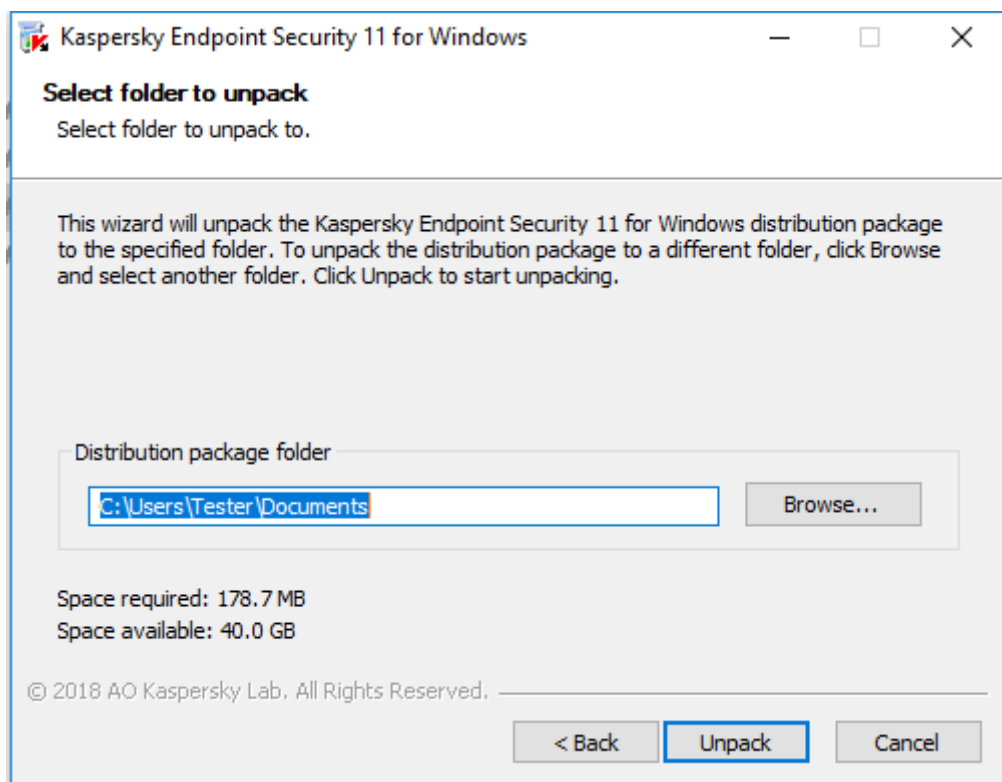 Kaspersky Endpoint Security 11 for Windows
Select folder to unpack
Select folder to unpack to.
This wizard will unpack the Kaspersky Endpoint Security 11 for Windows distribution package
to the specified folder. To unpack the distribution package to a different folder, click Browse
and select another folder. Click Unpack to start unpacking.
Distribution package folder
C:\Users\Tester\Documents
Browse...
Space required: 178.7 MB
Space available: 40.0 GB
© 2018 AO Kaspersky Lab. All Rights Reserved.
< Back
Unpack
Cancel